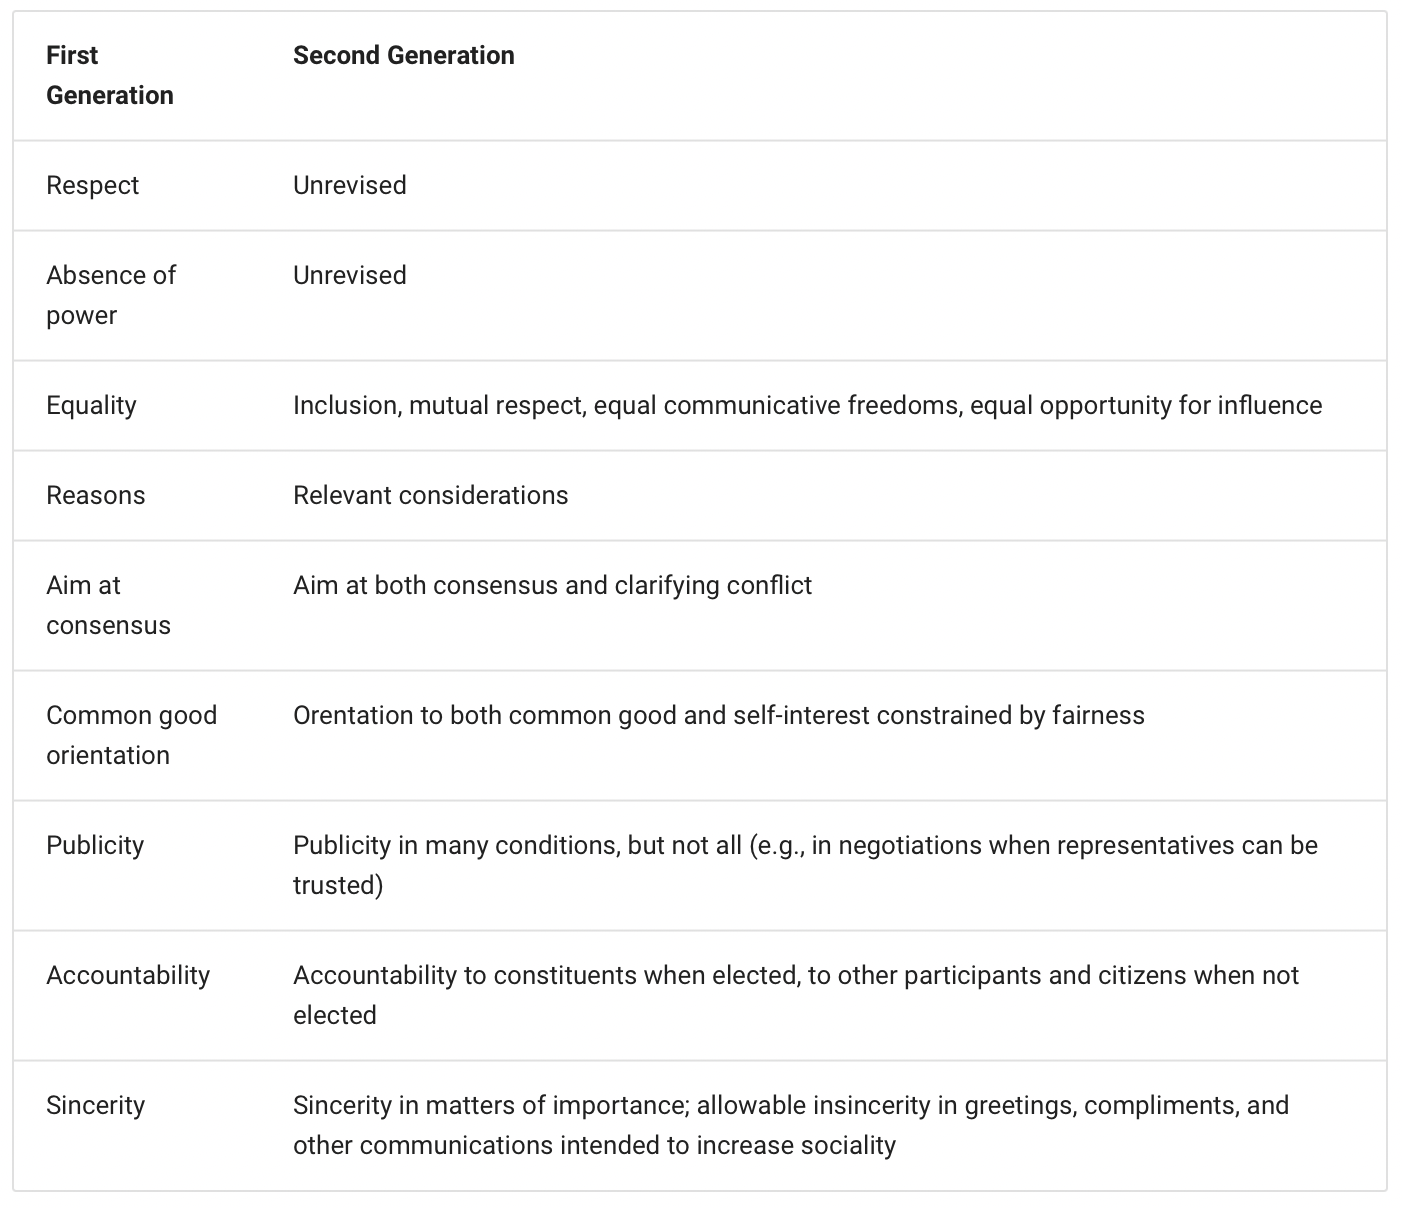 First Generation
Second Generation
Respect
Unrevised
Absence of power
Unrevised
Equality
Inclusion, mutual respect, equal communicative freedoms, equal opportunity for influence
Reasons
Relevant considerations
Aim at consensus
Aim at both consensus and clarifying conflict
Common good orientation
Orentation to both common good and self-interest constrained by fairness
Publicity
Publicity in many conditions, but not all (e.g., in negotiations when representatives can be
trusted)
Accountability
Accountability to constituents when elected, to other participants and citizens when not
elected
Sincerity
Sincerity in matters of importance; allowable insincerity in greetings, compliments, and
other communications intended to increase sociality